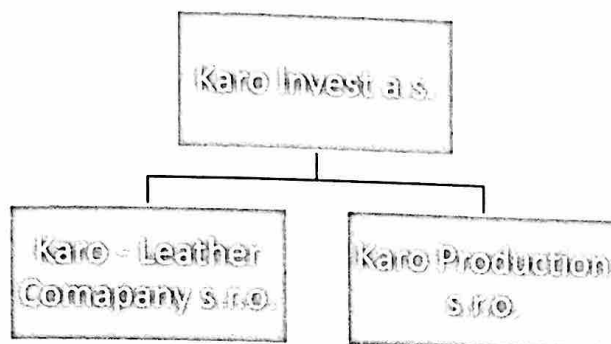 Karo Invest a.s.
Karo - Leather
Comapany s.r.o.
Karo Production
s.r.o.